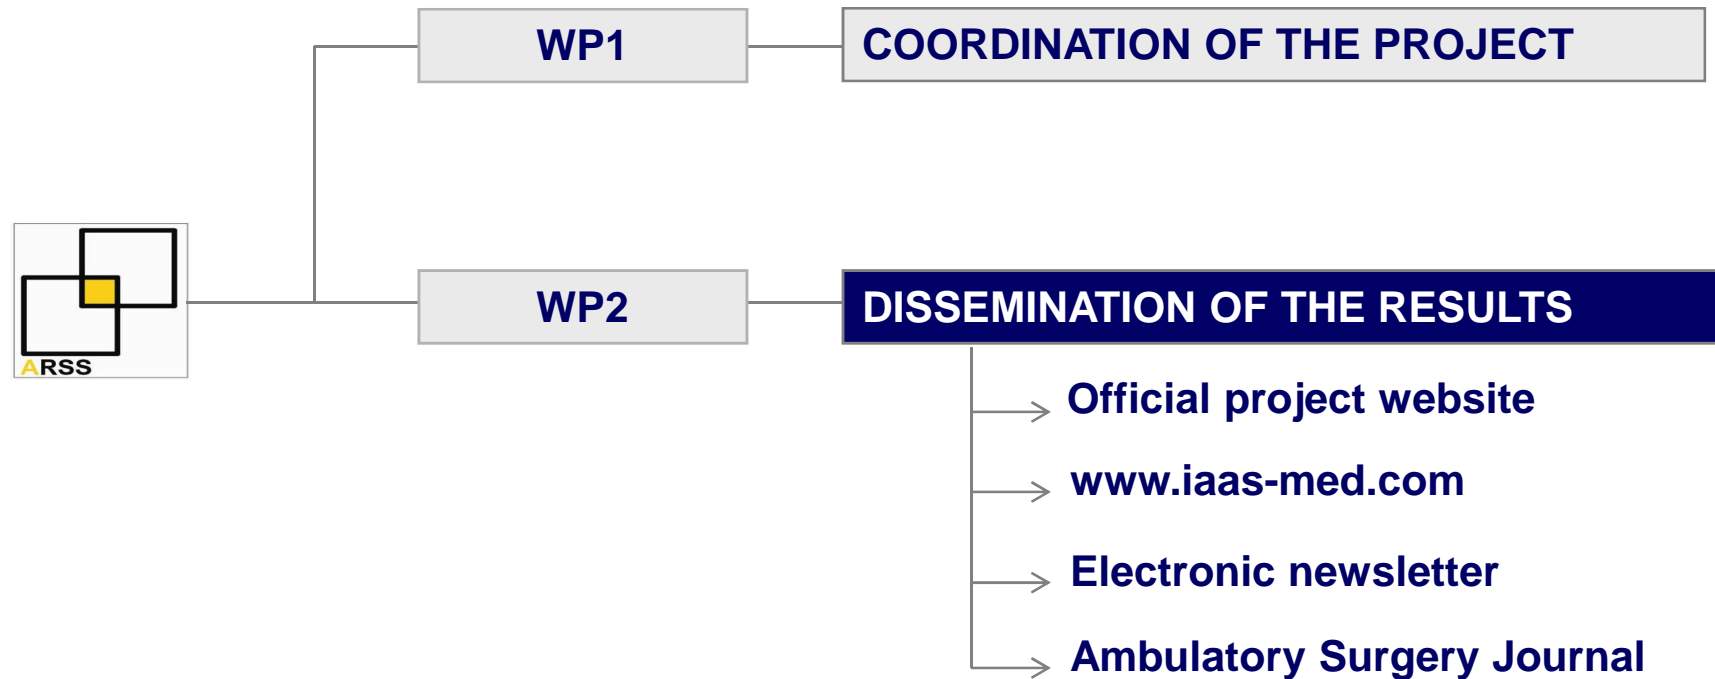 WP1
COORDINATION OF THE PROJECT
ARSS
WP2
DISSEMINATION OF THE RESULTS
Official project website
www.iaas-med.com
Electronic newsletter
Ambulatory Surgery Journal